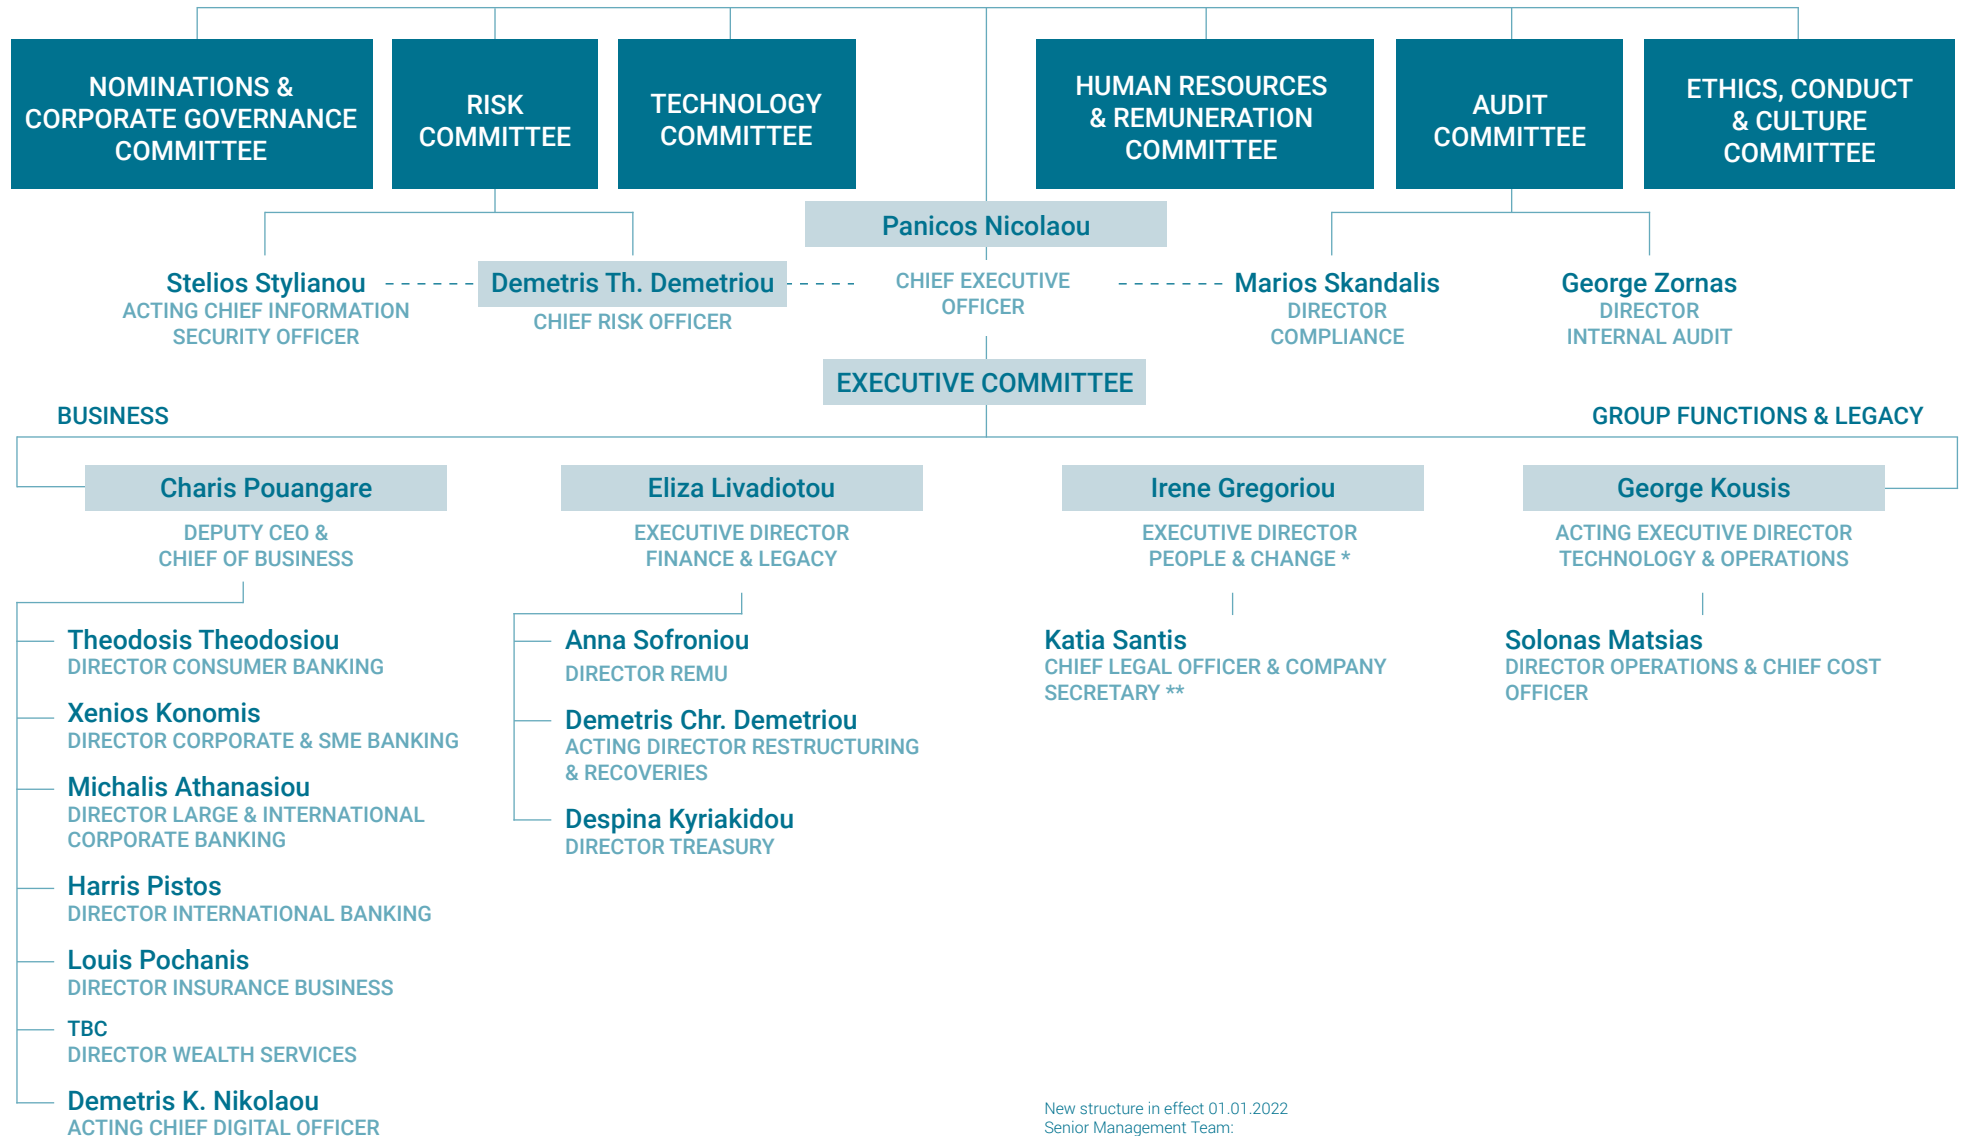 NOMINATIONS &
CORPORATE GOVERNANCE
COMMITTEE
RISK
COMMITTEE
TECHNOLOGY
COMMITTEE
HUMAN RESOURCES
& REMUNERATION
COMMITTEE
AUDIT
COMMITTEE
ETHICS, CONDUCT
& CULTURE
COMMITTEE
Panicos Nicolaou
CHIEF EXECUTIVE
OFFICER
Stelios Stylianou
ACTING CHIEF INFORMATION
SECURITY OFFICER
Demetris Th. Demetriou
CHIEF RISK OFFICER
Marios Skandalis
DIRECTOR
COMPLIANCE
George Zornas
DIRECTOR
INTERNAL AUDIT
EXECUTIVE COMMITTEE
BUSINESS
GROUP FUNCTIONS & LEGACY
Charis Pouangare
DEPUTY CEO &
CHIEF OF BUSINESS
Theodosis Theodosiou
DIRECTOR CONSUMER BANKING
Xenios Konomis
DIRECTOR CORPORATE & SME BANKING
Michalis Athanasiou
DIRECTOR LARGE & INTERNATIONAL
CORPORATE BANKING
Harris Pistos
DIRECTOR INTERNATIONAL BANKING
Louis Pochanis
DIRECTOR INSURANCE BUSINESS
TBC
DIRECTOR WEALTH SERVICES
Demetris K. Nikolaou
ACTING CHIEF DIGITAL OFFICER
Eliza Livadiotou
EXECUTIVE DIRECTOR
FINANCE & LEGACY
Anna Sofroniou
DIRECTOR REMU
Demetris Chr. Demetriou
ACTING DIRECTOR RESTRUCTURING
& RECOVERIES
Despina Kyriakidou
DIRECTOR TREASURY
Irene Gregoriou
EXECUTIVE DIRECTOR
PEOPLE & CHANGE *
Katia Santis
CHIEF LEGAL OFFICER & COMPANY
SECRETARY **
George Kousis
ACTING EXECUTIVE DIRECTOR
TECHNOLOGY & OPERATIONS
Solonas Matsias
DIRECTOR OPERATIONS & CHIEF COST
OFFICER
New structure in effect 01.01.2022
Senior Management Team: